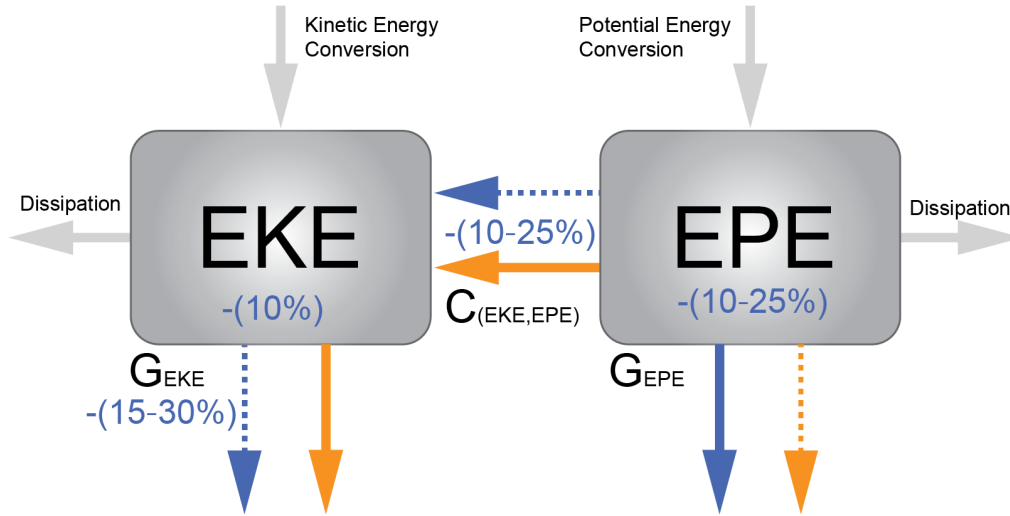 Kinetic Energy
Conversion
Potential Energy
Conversion
Dissipation
EKE
-(10%)
-(10-25%)
C(EKE,EPE)
EPE
-(10-25%)
Dissipation
GEKE
-(15-30%)
GEPE